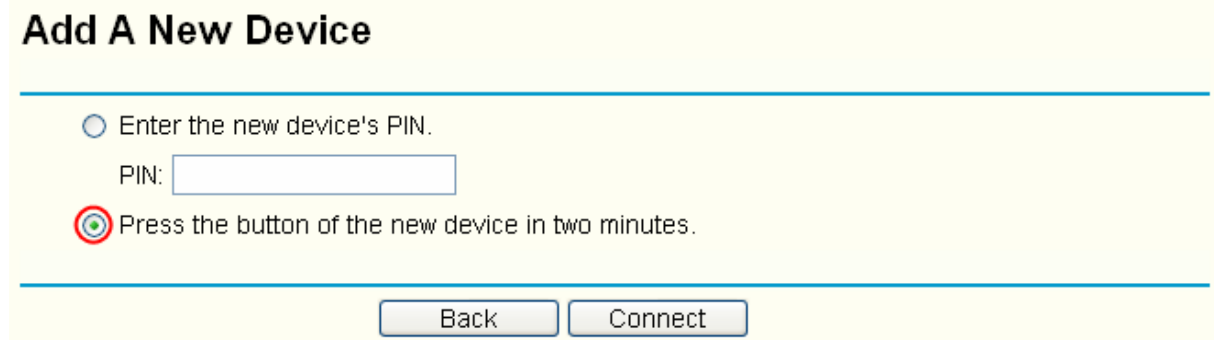 Add A New Device
Enter the new device's PIN.
PIN:
Press the button of the new device in two minutes.
Back Connect